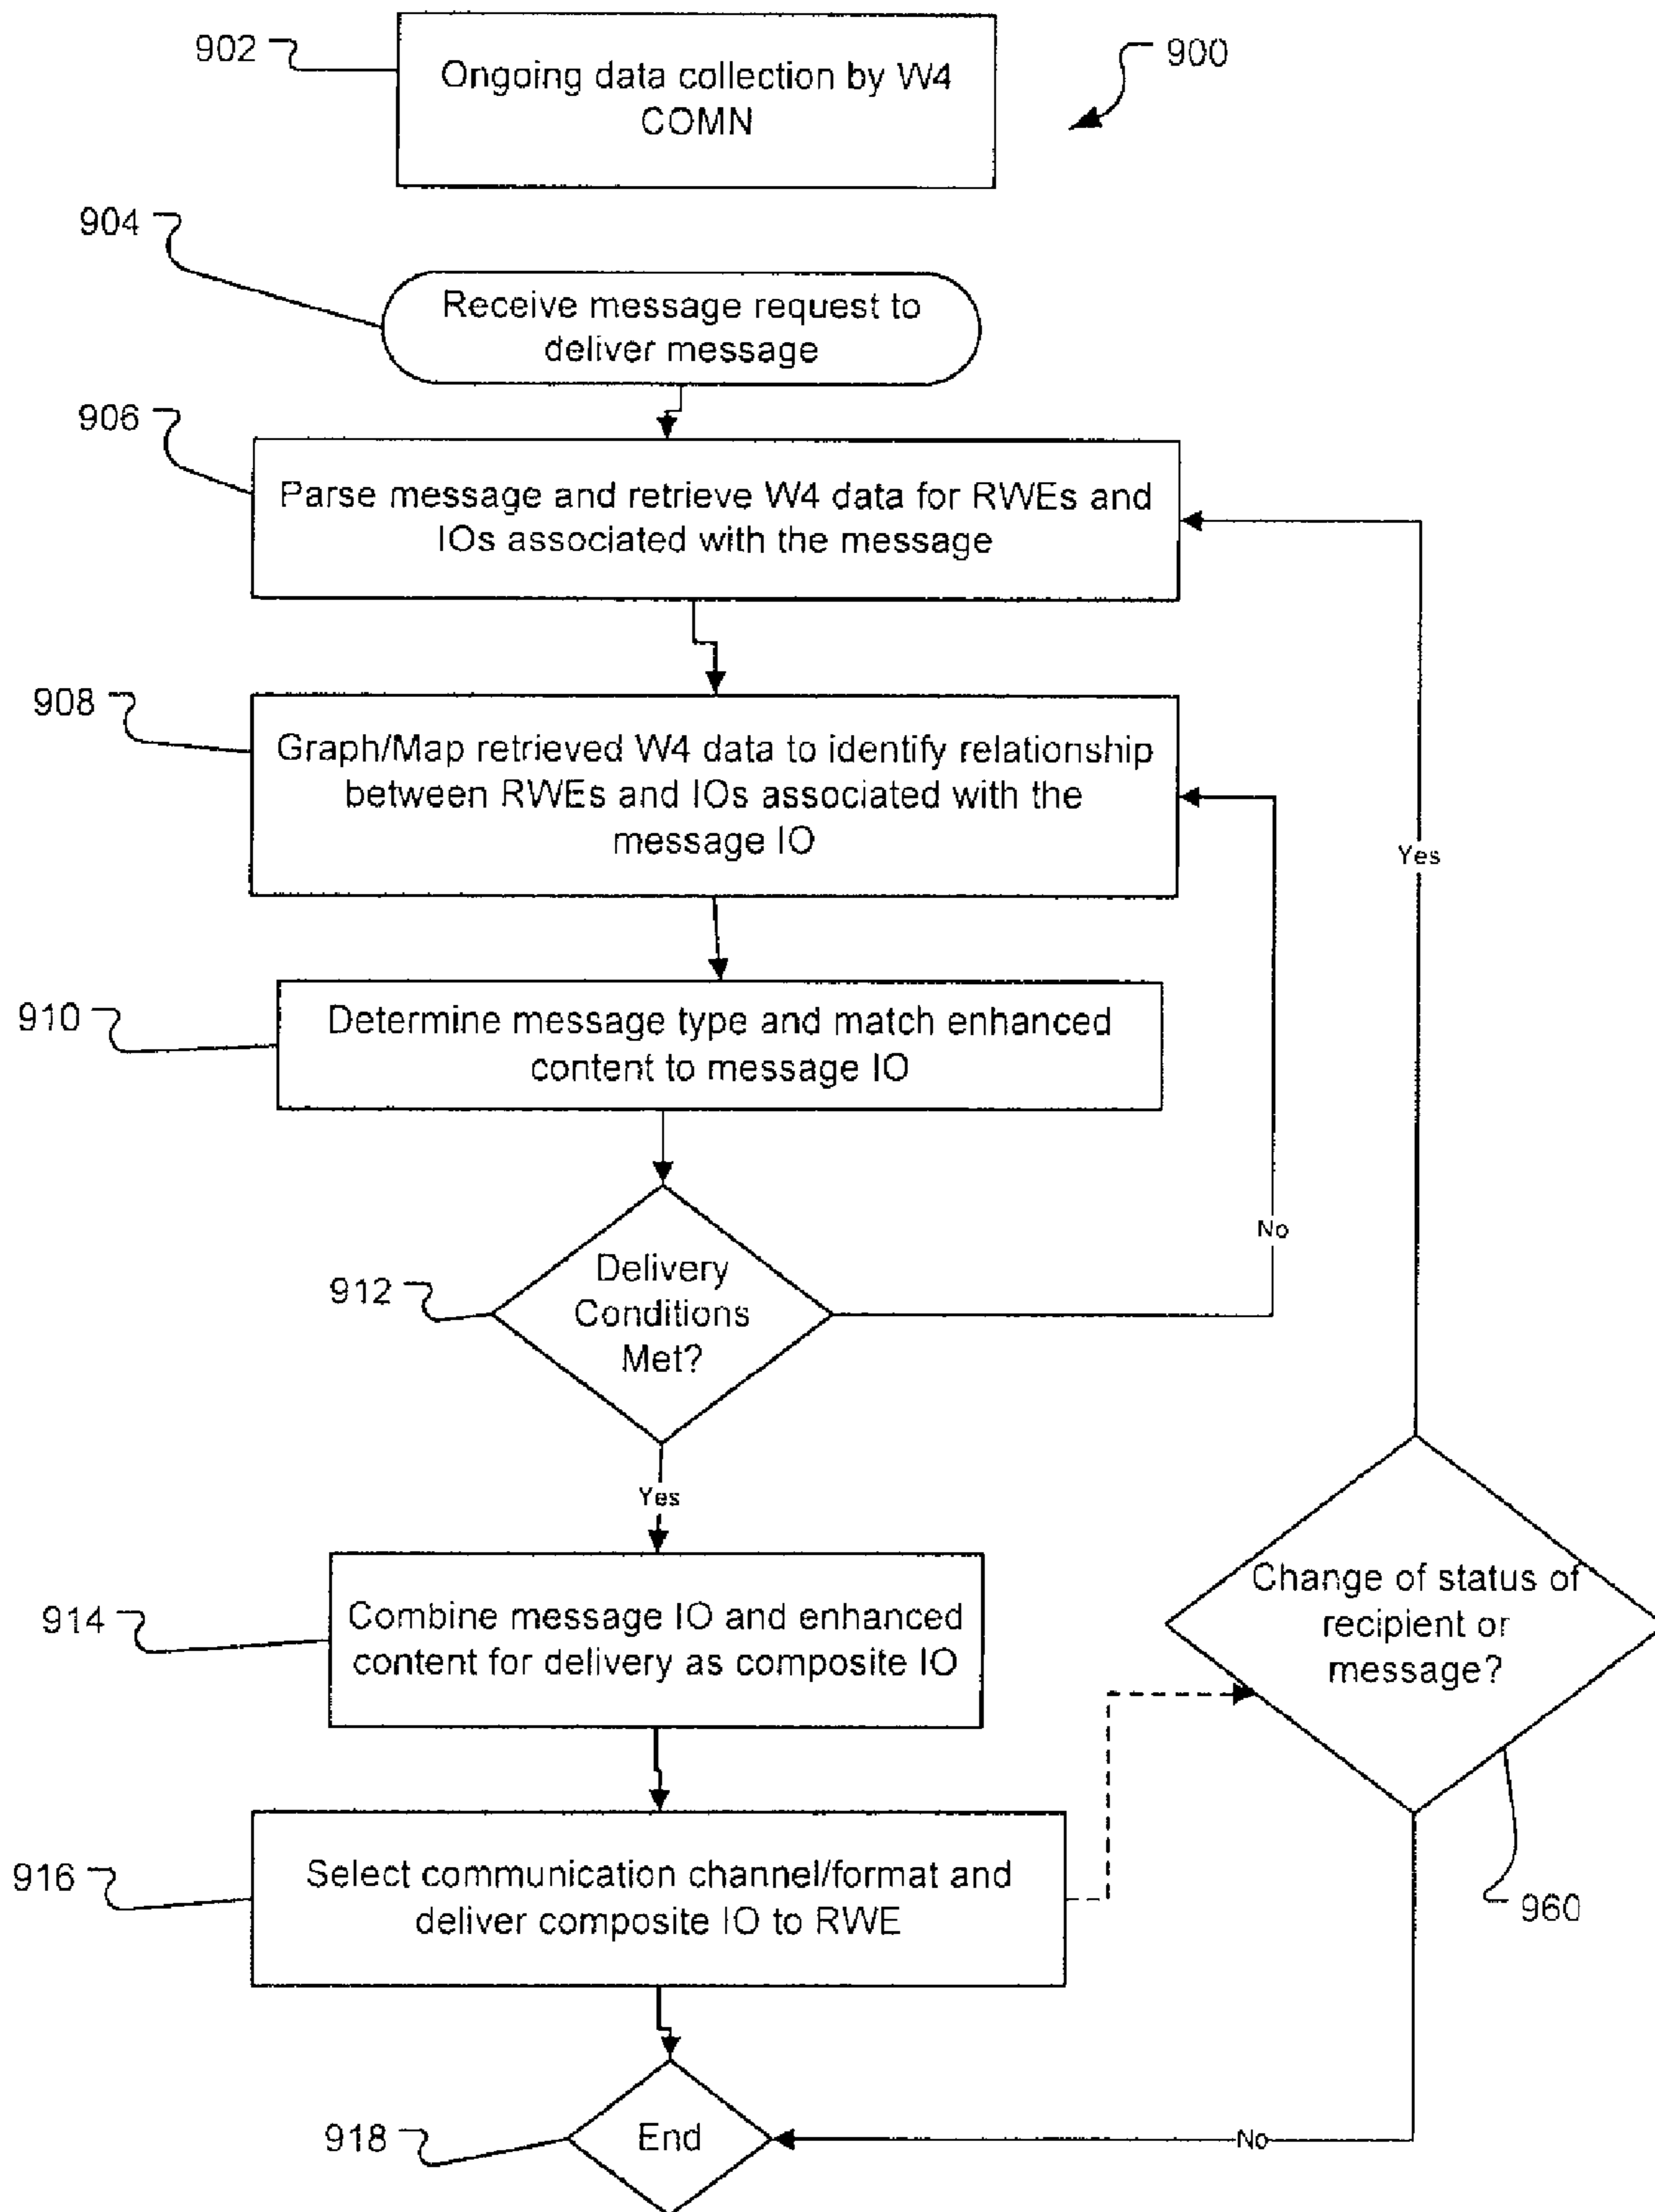 902
Ongoing data collection by W4
COMN
900
904
Receive message request to
deliver message
906
Parse message and retrieve W4 data for RWEs and
IOs associated with the message
908
Graph/Map retrieved W4 data to identify relationship
between RWEs and IOs associated with the
message IO
Yes
910
Determine message type and match enhanced
content to message IO
912
Delivery
Conditions
Met?
No
Yes
914
Combine message IO and enhanced
content for delivery as composite IO
Change of status of
recipient or
message?
916
Select communication channel/format and
deliver composite IO to RWE
960
918
End
No